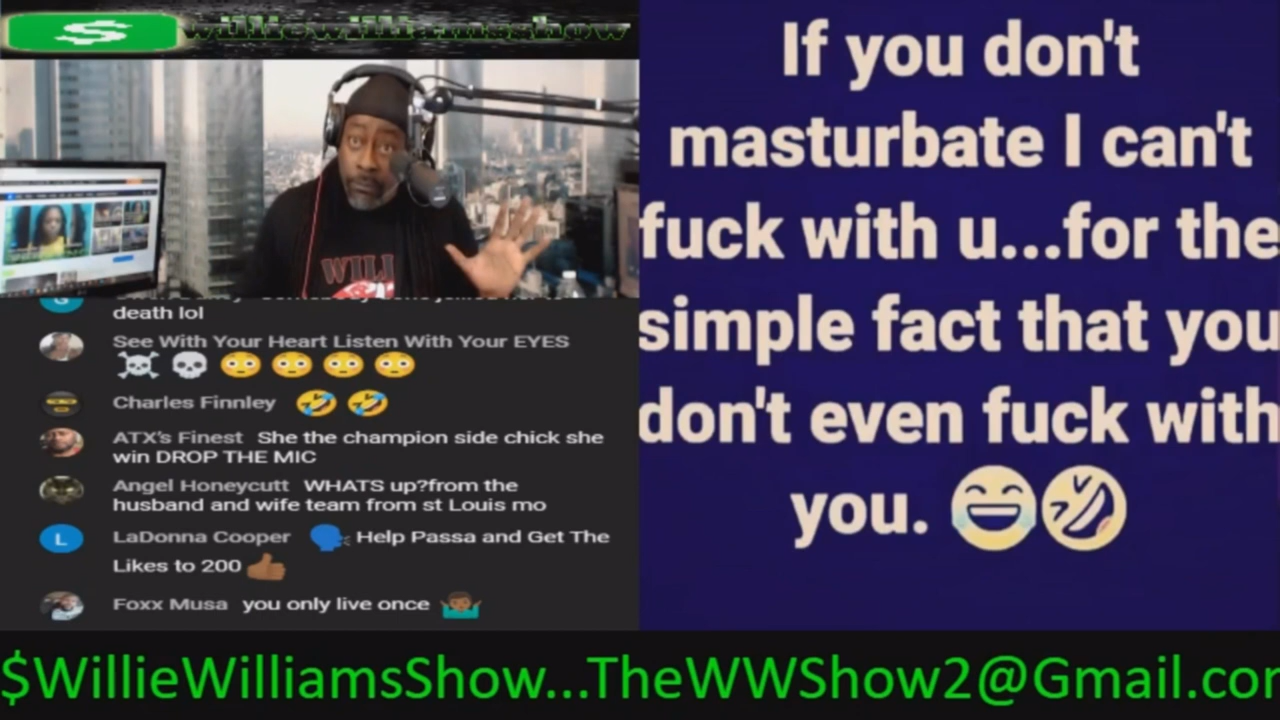 williewilliamsshow
WILL
death lol
See With Your Heart Listen With Your EYES
☠️ 💀 😳 😳 😳 😳
Charles Finnley 🤣 🤣
ATX's Finest She the champion side chick she
win DROP THE MIC
Angel Honeycutt WHATS up?from the
husband and wife team from st Louis mo
L LaDonna Cooper 🗣 Help Passa and Get The
Likes to 200 👍🏾
Foxx Musa you only live once 🤷🏾
If you don't
masturbate I can't
fuck with u...for the
simple fact that you
don't even fuck with
you. 😂🤣
$WillieWilliamsShow...TheWWShow2@Gmail.cor